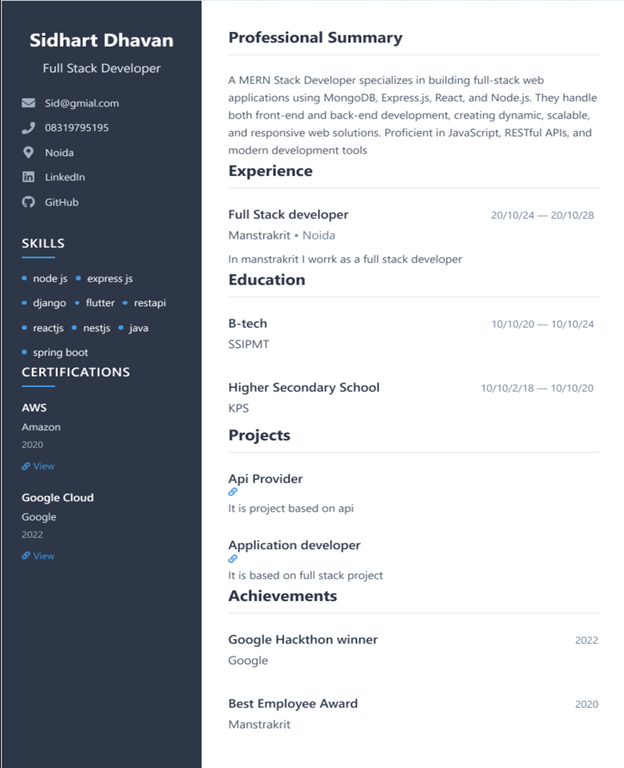 Sidhart Dhavan
Full Stack Developer
Sid@gmial.com
08319795195
Noida
LinkedIn
GitHub
SKILLS
node js express js
django flutter restapi
reactjs nestjs java
spring boot
CERTIFICATIONS
AWS
Amazon
2020
View
Google Cloud
Google
2022
View
Professional Summary
A MERN Stack Developer specializes in building full-stack web
applications using MongoDB, Express.js, React, and Node.js. They handle
both front-end and back-end development, creating dynamic, scalable,
and responsive web solutions. Proficient in JavaScript, RESTful APIs, and
modern development tools
Experience
Full Stack developer 20/10/24 — 20/10/28
Manstrakrit • Noida
In manstrakrit I worrk as a full stack developer
Education
B-tech 10/10/20 — 10/10/24
SSIPMT
Higher Secondary School 10/10/2/18 — 10/10/20
KPS
Projects
Api Provider
It is project based on api
Application developer
It is based on full stack project
Achievements
Google Hackthon winner 2022
Google
Best Employee Award 2020
Manstrakrit